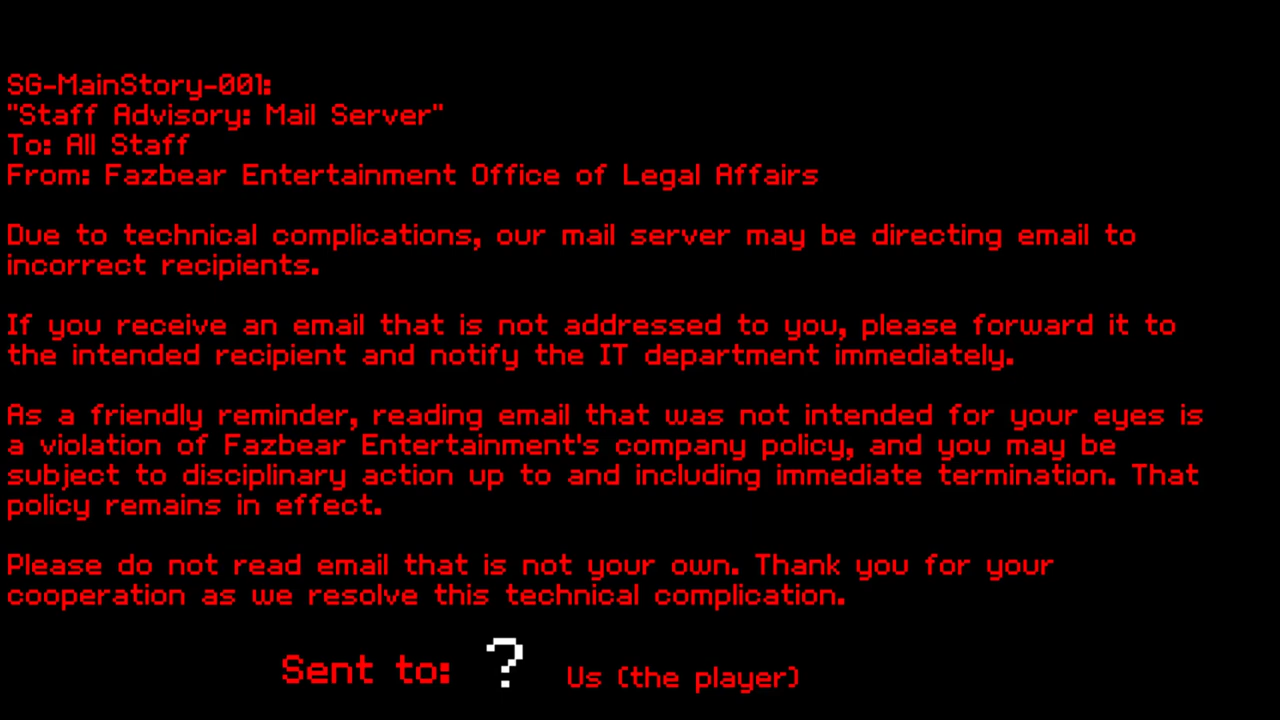 SG-MainStory-001:
"Staff Advisory: Mail Server"
To: All Staff
From: Fazbear Entertainment Office of Legal Affairs
Due to technical complications, our mail server may be directing email to
incorrect recipients.
If you receive an email that is not addressed to you, please forward it to
the intended recipient and notify the IT department immediately.
As a friendly reminder, reading email that was not intended for your eyes is
a violation of Fazbear Entertainment's company policy, and you may be
subject to disciplinary action up to and including immediate termination. That
policy remains in effect.
Please do not read email that is not your own. Thank you for your
cooperation as we resolve this technical complication.
Sent to: ? Us (the player)